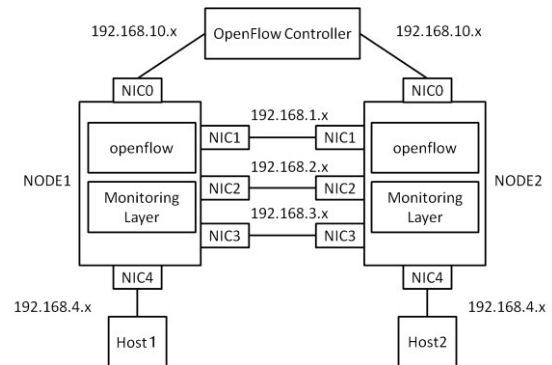 192.168.10.x
OpenFlow Controller
192.168.10.x
NIC0
NIC0
192.168.1.x
openflow
NIC1
NIC1
openflow
192.168.2.x
NODE1
Monitoring
Layer
NIC2
NIC2
Monitoring
Layer
NODE2
192.168.3.x
NIC3
NIC3
NIC4
NIC4
192.168.4.x
192.168.4.x
Host1
Host2